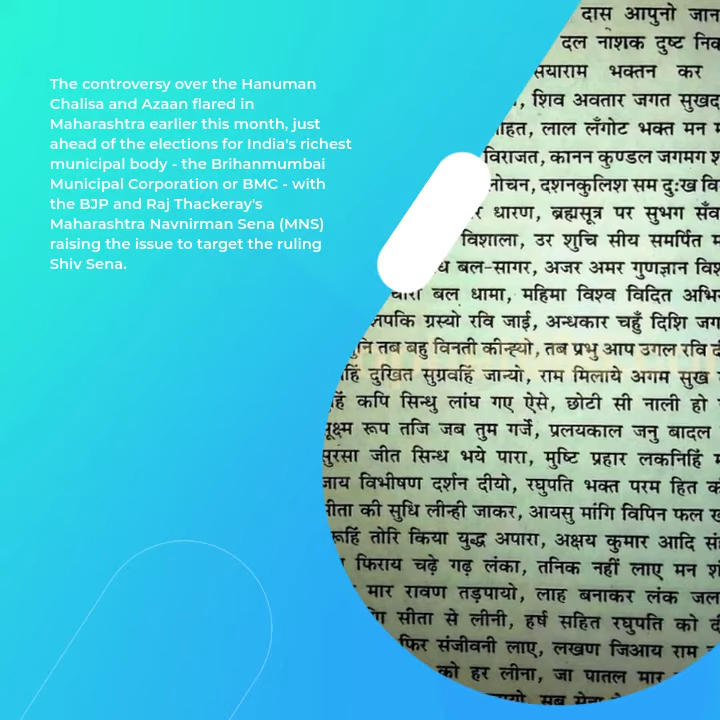 The controversy over the Hanuman
Chalisa and Azaan flared in
Maharashtra earlier this month, just
ahead of the elections for India's richest
municipal body - the Brihanmumbai
Municipal Corporation or BMC - with
the BJP and Raj Thackeray's
Maharashtra Navnirman Sena (MNS)
raising the issue to target the ruling
Shiv Sena.
दास आपुनो जान
दल नाशक दुष्ट
सियाराम भक्तन कर
, शिव अवतार जगत सुखद
लाल लँगोट भक्त मन
विराजत, कानन कुण्डल जगमग
दशनकुलिश सम दुःख
धारण, ब्रह्मसूत्र पर सुभग
विशाला, उर शुचि सीय समर्पित
बल-सागर, अजर अमर गुणज्ञान
बल धामा, महिमा विश्व विदित
ग्रस्यो रवि जाई, अन्धकार चहुँ दिशि
तब बहु विनती कीन्ह्यो, तब प्रभु आप उगल रवि
दुखित सुग्रवहिं जान्यो, राम मिलाये अगम सुख
कपि सिन्धु लांघ गए ऐसे, छोटी सी नाली हो
रूप तजि जब तुम गर्जे, प्रलयकाल जनु बादल
सुरसा जीत सिन्ध भये पारा, मुष्टि प्रहार लकनिहिं
जाय विभीषण दर्शन दीयो, रघुपति भक्त परम हित
की सुधि लीन्ही जाकर, आयसु मांगि विपिन फल
तोरि किया युद्ध अपारा, अक्षय कुमार आदि
फिराय चढ़े गढ़ लंका, तनिक नहीं लाए मन
मार रावण तड़पायो, लाह बनाकर लंक जल
सीता से लीनी, हर्ष सहित रघुपति को
फिर संजीवनी लाए, लखण जिआय राम
को हर लीना, जा पातल मार